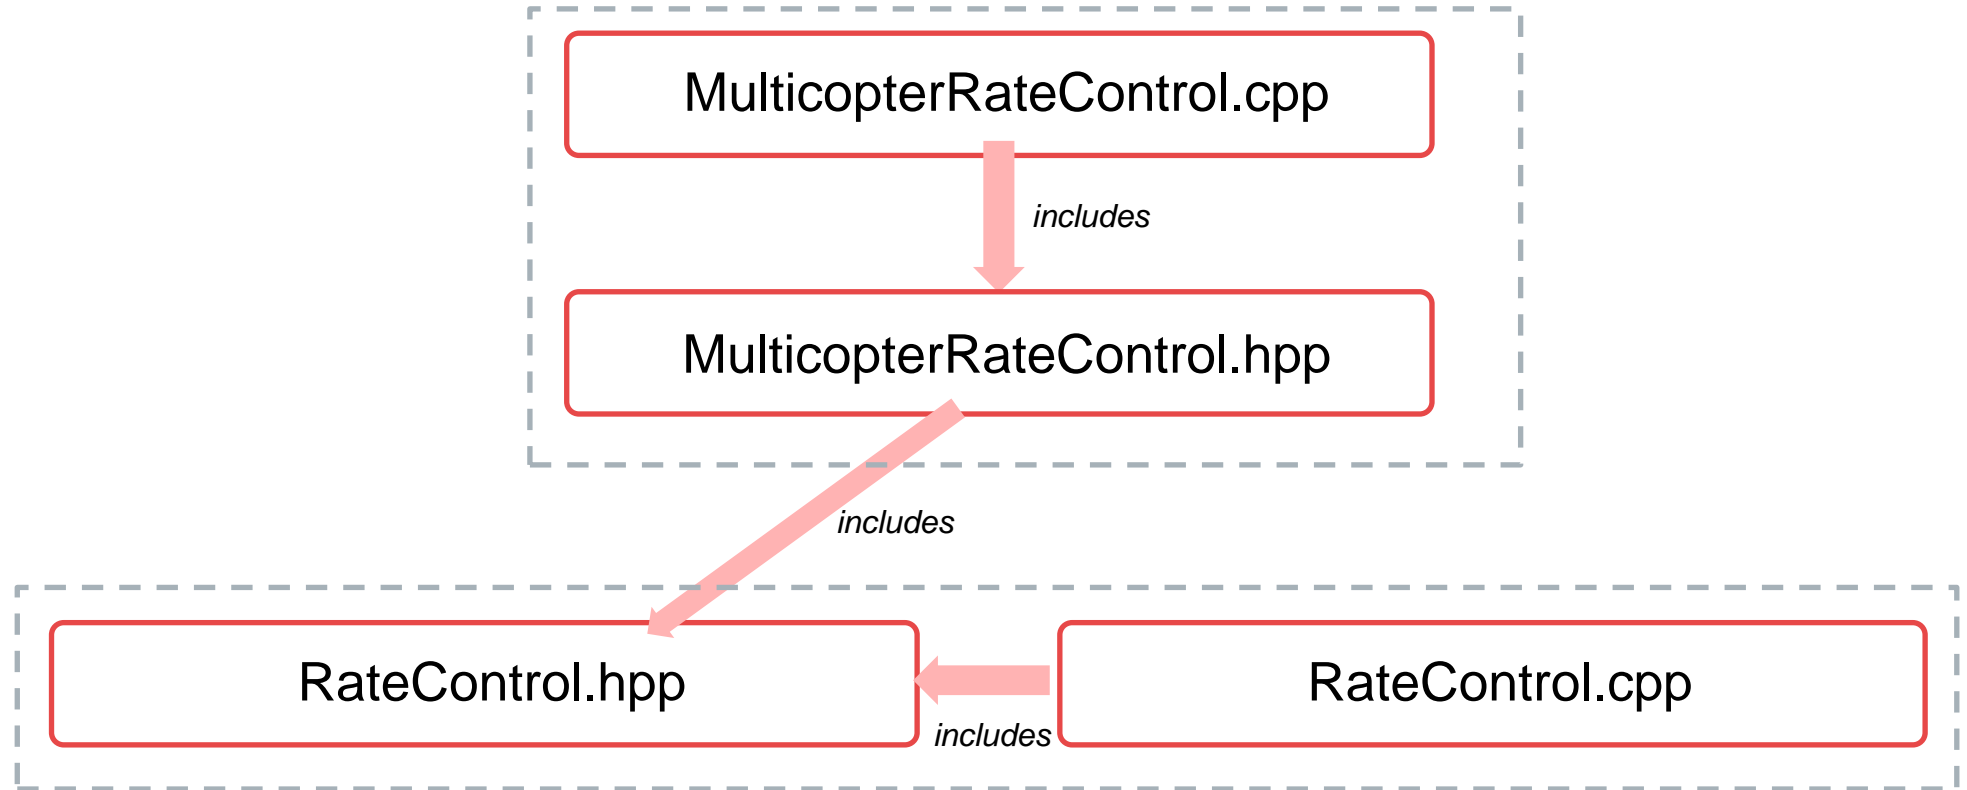 MulticopterRateControl.cpp
includes
MulticopterRateControl.hpp
includes
RateControl.hpp
RateControl.cpp
includes